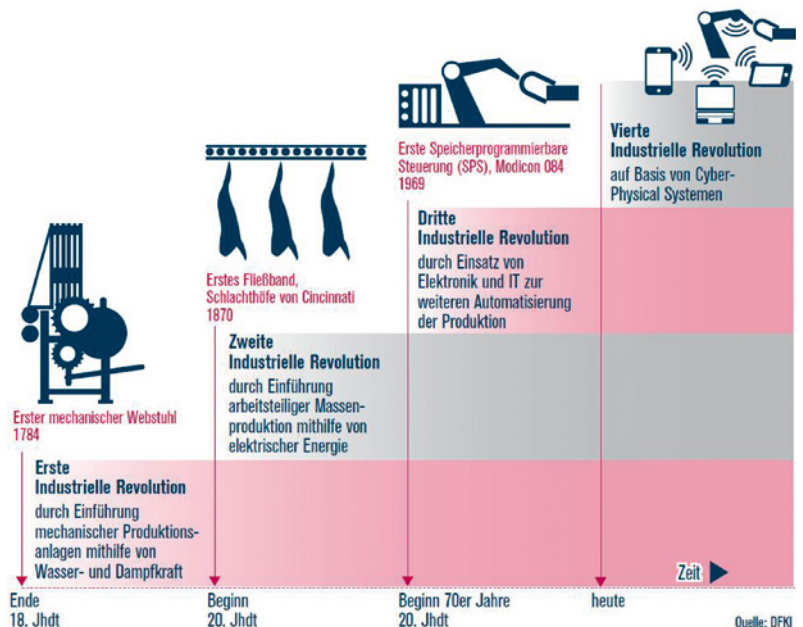 Erster mechanischer Webstuhl
1784
Erste
Industrielle Revolution
durch Einführung
mechanischer Produktions-
anlagen mithilfe von
Wasser- und Dampfkraft
Ende
18. Jhdt
Erstes Fließband,
Schlachthöfe von Cincinnati
1870
Zweite
Industrielle Revolution
durch Einführung
arbeitsteiliger Massen-
produktion mithilfe von
elektrischer Energie
Beginn
20. Jhdt
Erste Speicherprogrammierbare
Steuerung (SPS), Modicon 084
1969
Dritte
Industrielle Revolution
durch Einsatz von
Elektronik und IT zur
weiteren Automatisierung
der Produktion
Beginn 70er Jahre
20. Jhdt
Vierte
Industrielle Revolution
auf Basis von Cyber-
Physical Systemen
heute
Zeit
Quelle: DFKI